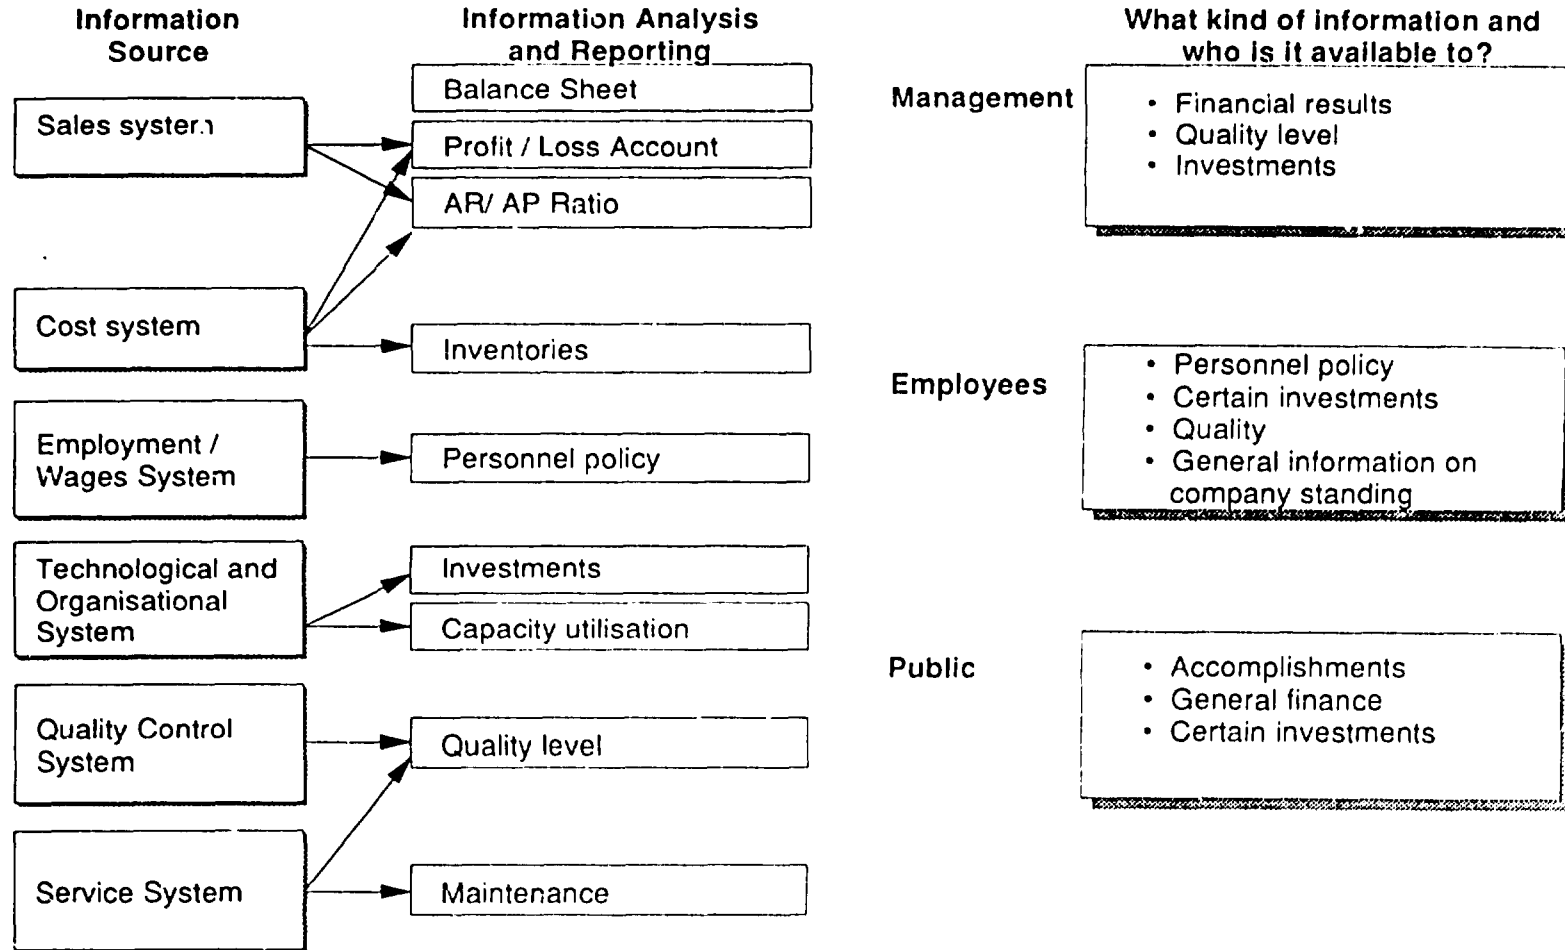 Information
Source
Sales system
Cost system
Employment /
Wages System
Technological and
Organisational
System
Quality Control
System
Service System
Information Analysis
and Reporting
Balance Sheet
Profit / Loss Account
AR/ AP Ratio
Inventories
Personnel policy
Investments
Capacity utilisation
Quality level
Maintenance
What kind of information and
who is it available to?
Management
• Financial results
• Quality level
• Investments
Employees
• Personnel policy
• Certain investments
• Quality
• General information on
company standing
Public
• Accomplishments
• General finance
• Certain investments